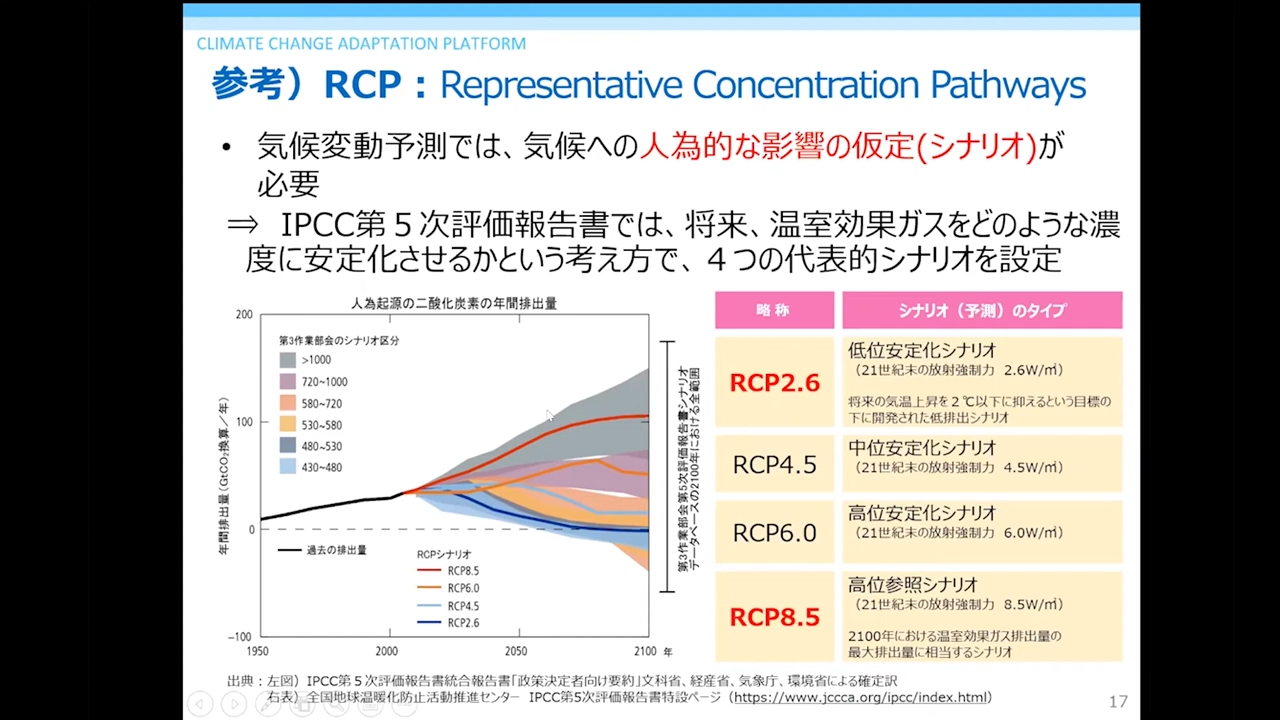 CLIMATE CHANGE ADAPTATION PLATFORM
参考）RCP：Representative Concentration Pathways
• 気候変動予測では、気候への人為的な影響の仮定(シナリオ)が
必要
⇒ IPCC第５次評価報告書では、将来、温室効果ガスをどのような濃
度に安定化させるかという考え方で、４つの代表的シナリオを設定
人為起源の二酸化炭素の年間排出量
200
100
0
−100
年間排出量（GtCO₂換算／年）
第3作業部会のシナリオ区分
>1000
720~1000
580~720
530~580
480~530
430~480
過去の排出量
RCPシナリオ
RCP8.5
RCP6.0
RCP4.5
RCP2.6
1950
2000
2050
2100 年
第3作業部会第5次評価報告書シナリオ
データベースの2100年における全範囲
略称
シナリオ（予測）のタイプ
RCP2.6
低位安定化シナリオ
（21世紀末の放射強制力 2.6W/㎡）
将来の気温上昇を２℃以下に抑えるという目標の
下に開発された低排出シナリオ
RCP4.5
中位安定化シナリオ
（21世紀末の放射強制力 4.5W/㎡）
RCP6.0
高位安定化シナリオ
（21世紀末の放射強制力 6.0W/㎡）
RCP8.5
高位参照シナリオ
（21世紀末の放射強制力 8.5W/㎡）
2100年における温室効果ガス排出量の
最大排出量に相当するシナリオ
出典：左図）IPCC第５次評価報告書統合報告書「政策決定者向け要約」文科省、経産省、気象庁、環境省による確定訳
右表）全国地球温暖化防止活動推進センター IPCC第5次評価報告書特設ページ（https://www.jccca.org/ipcc/index.html）
17